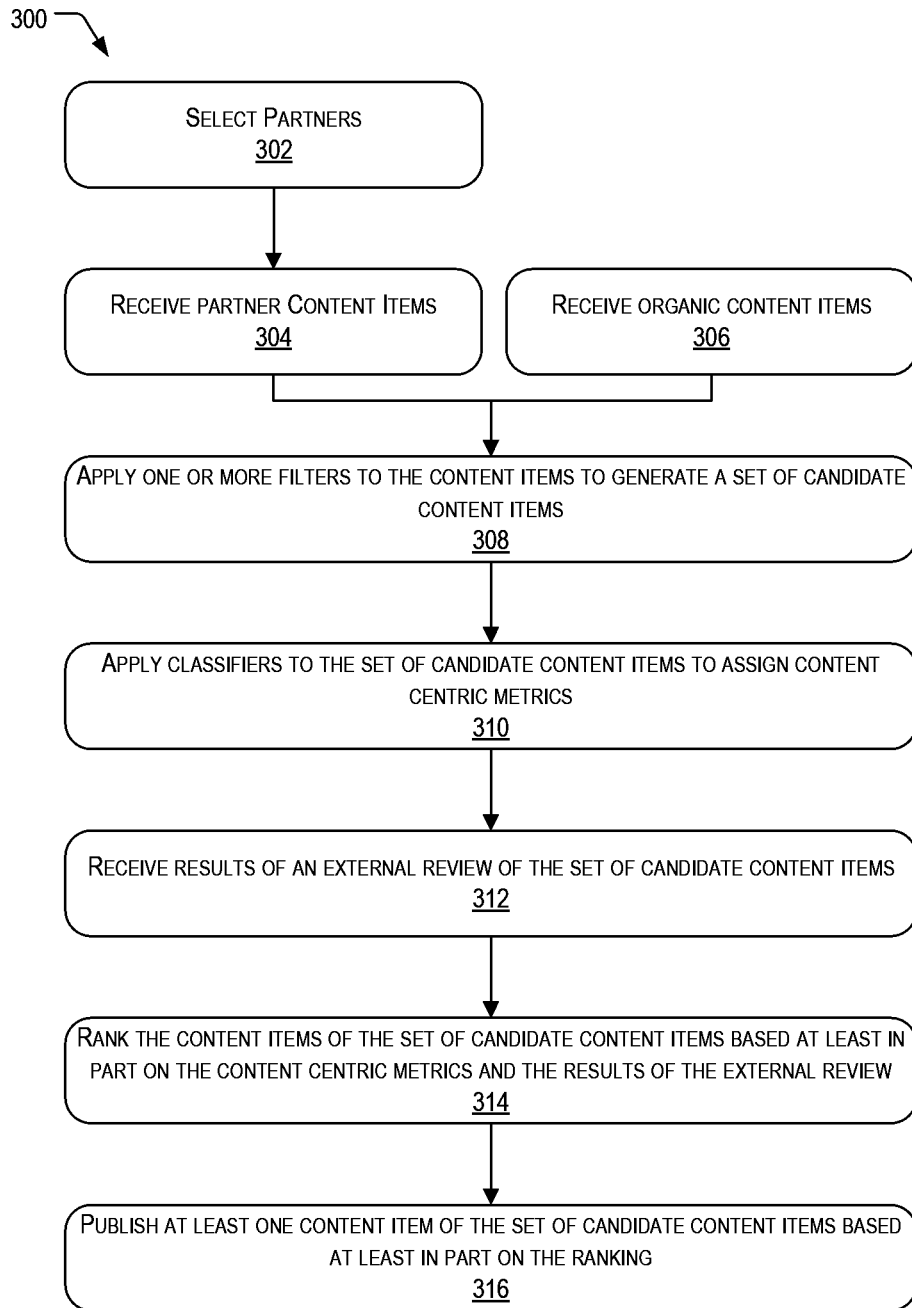 300
SELECT PARTNERS
302
RECEIVE PARTNER CONTENT ITEMS
304
RECEIVE ORGANIC CONTENT ITEMS
306
APPLY ONE OR MORE FILTERS TO THE CONTENT ITEMS TO GENERATE A SET OF CANDIDATE
CONTENT ITEMS
308
APPLY CLASSIFIERS TO THE SET OF CANDIDATE CONTENT ITEMS TO ASSIGN CONTENT
CENTRIC METRICS
310
RECEIVE RESULTS OF AN EXTERNAL REVIEW OF THE SET OF CANDIDATE CONTENT ITEMS
312
RANK THE CONTENT ITEMS OF THE SET OF CANDIDATE CONTENT ITEMS BASED AT LEAST IN
PART ON THE CONTENT CENTRIC METRICS AND THE RESULTS OF THE EXTERNAL REVIEW
314
PUBLISH AT LEAST ONE CONTENT ITEM OF THE SET OF CANDIDATE CONTENT ITEMS BASED
AT LEAST IN PART ON THE RANKING
316